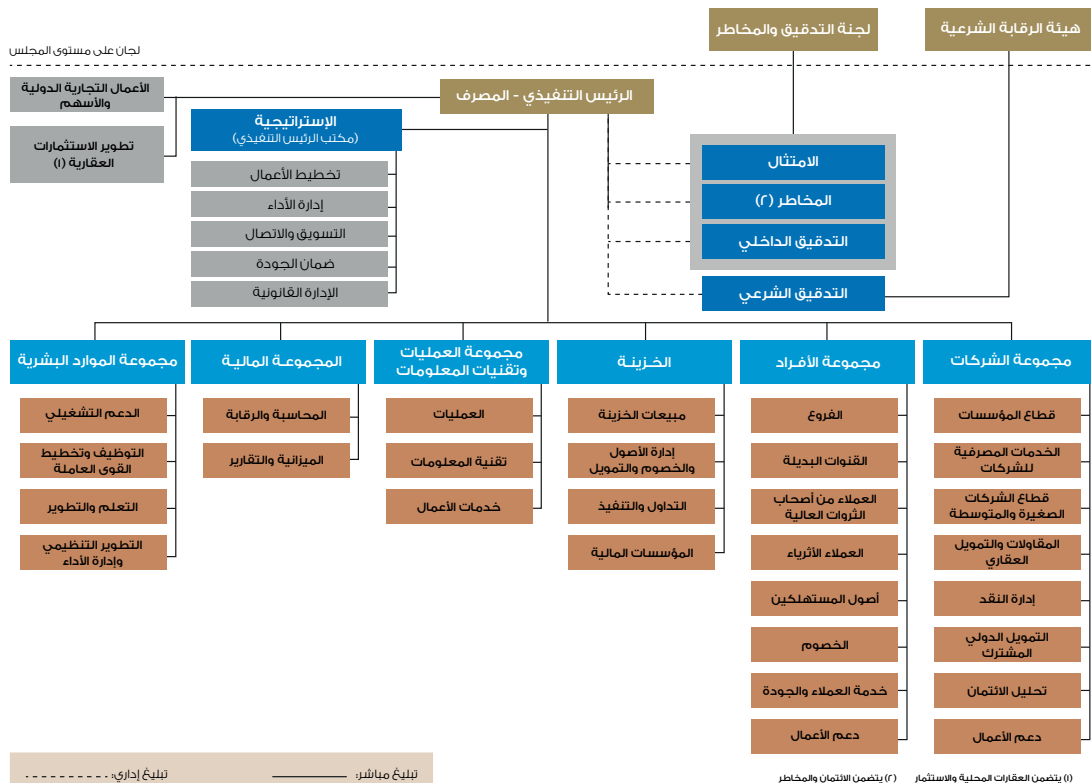 هيئة الرقابة الشرعية
لجنة التدقيق والمخاطر
لجان على مستوى المجلس
الرئيس التنفيذي - المصرف
الأعمال التجارية الدولية
والأسهم
تطوير الاستثمارات
العقارية (١)
الإستراتيجية
(مكتب الرئيس التنفيذي)
تخطيط الأعمال
إدارة الأداء
التسويق والاتصال
ضمان الجودة
الإدارة القانونية
الامتثال
المخاطر (٢)
التدقيق الداخلي
التدقيق الشرعي
مجموعة الشركات
قطاع المؤسسات
الخدمات المصرفية
للشركات
قطاع الشركات
الصغيرة والمتوسطة
المقاولات والتمويل
العقاري
إدارة النقد
التمويل الدولي
المشترك
تحليل الائتمان
دعم الأعمال
مجموعة الأفراد
الفروع
القنوات البديلة
العملاء من أصحاب
الثروات العالية
العملاء الأثرياء
أصول المستهلكين
الخصوم
خدمة العملاء والجودة
دعم الأعمال
الخزينة
مبيعات الخزينة
إدارة الأصول
والخصوم والتمويل
التداول والتنفيذ
المؤسسات المالية
مجموعة العمليات
وتقنيات المعلومات
العمليات
تقنية المعلومات
خدمات الأعمال
المجموعة المالية
المحاسبة والرقابة
الميزانية والتقارير
مجموعة الموارد البشرية
الدعم التشغيلي
التوظيف وتخطيط
القوى العاملة
التعلم والتطوير
التطوير التنظيمي
وإدارة الأداء
تبليغ مباشر:
تبليغ إداري:
(١) يتضمن العقارات المحلية والاستثمار (٢) يتضمن الائتمان والمخاطر